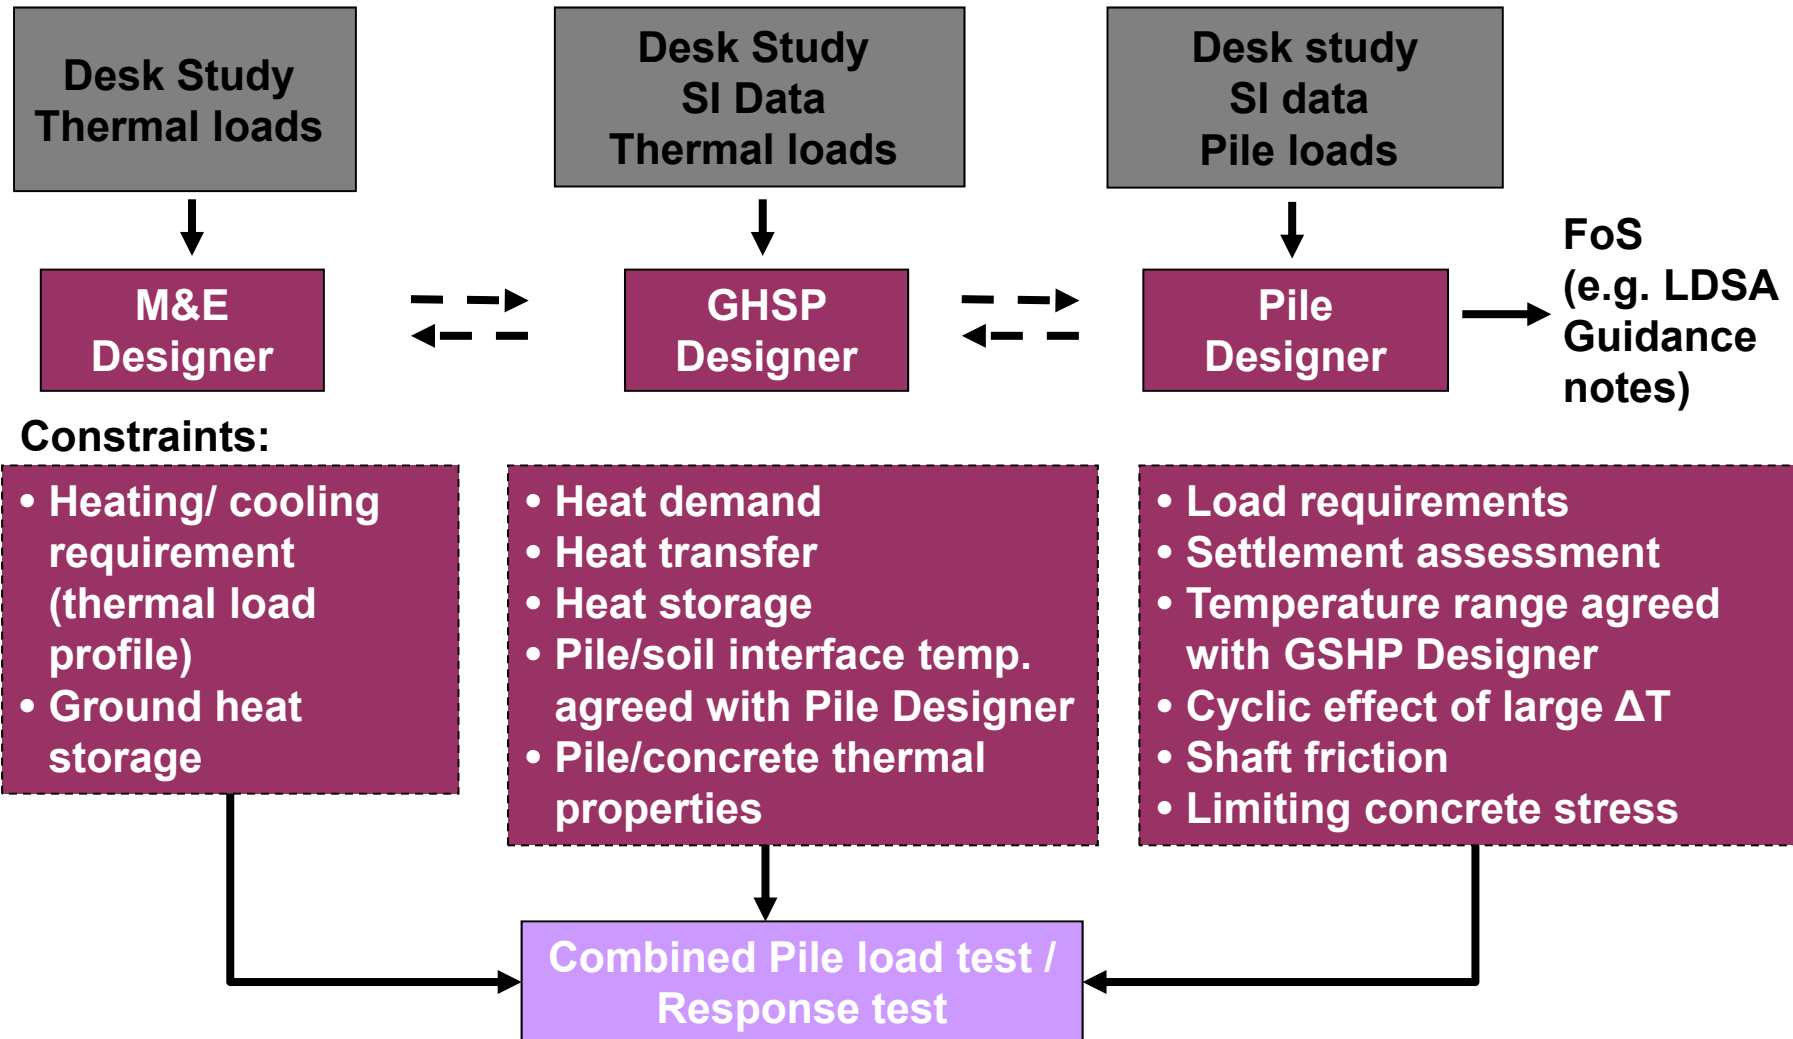 Desk Study
Thermal loads
Desk Study
SI Data
Thermal loads
Desk study
SI data
Pile loads
M&E
Designer
GHSP
Designer
Pile
Designer
FoS
(e.g. LDSA
Guidance
notes)
Constraints:
• Heating/ cooling
requirement
(thermal load
profile)
• Ground heat
storage
• Heat demand
• Heat transfer
• Heat storage
• Pile/soil interface temp.
agreed with Pile Designer
• Pile/concrete thermal
properties
• Load requirements
• Settlement assessment
• Temperature range agreed
with GSHP Designer
• Cyclic effect of large ΔT
• Shaft friction
• Limiting concrete stress
Combined Pile load test /
Response test